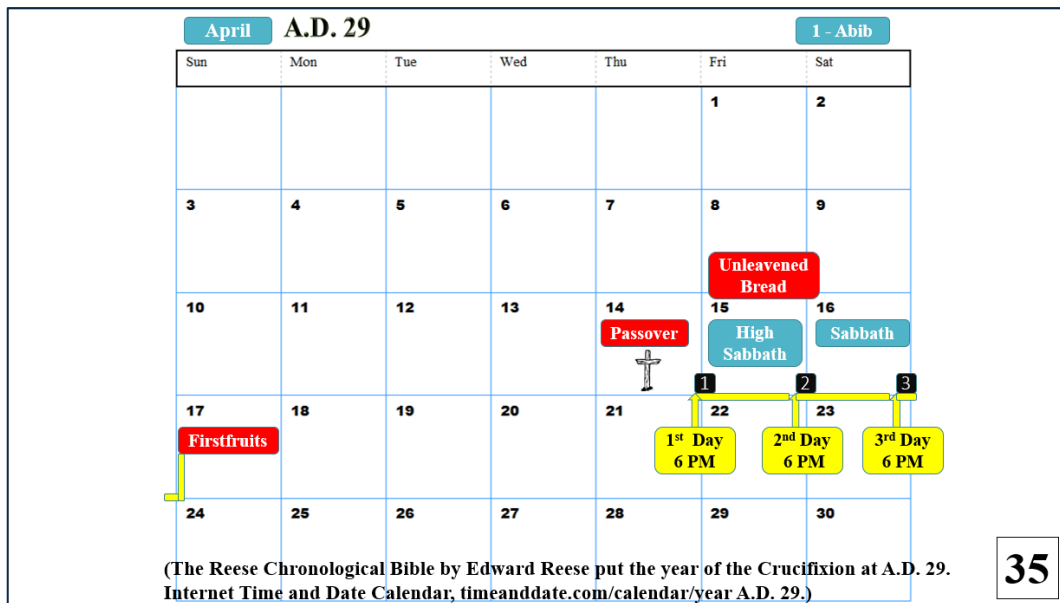 April A.D. 29 1 - Abib
Sun Mon Tue Wed Thu Fri Sat
1 2
3 4 5 6 7 8 9
Unleavened
Bread
10 11 12 13 14 15 16
Passover High Sabbath
Sabbath
1 2 3
17 18 19 20 21 22 23
Firstfruits 1st Day 2nd Day 3rd Day
6 PM 6 PM 6 PM
24 25 26 27 28 29 30
(The Reese Chronological Bible by Edward Reese put the year of the Crucifixion at A.D. 29.
Internet Time and Date Calendar, timeanddate.com/calendar/year A.D. 29.)
35